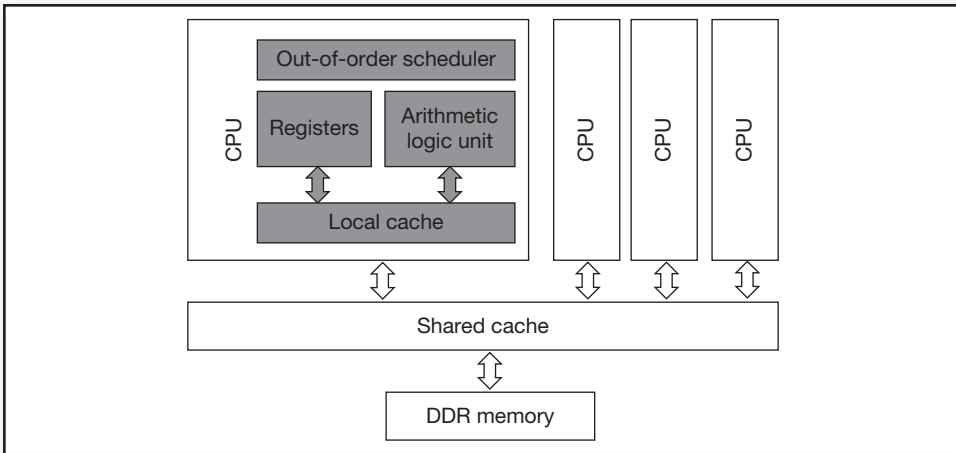 Out-of-order scheduler
CPU
Registers
Arithmetic
logic unit
Local cache
CPU
CPU
CPU
Shared cache
DDR memory